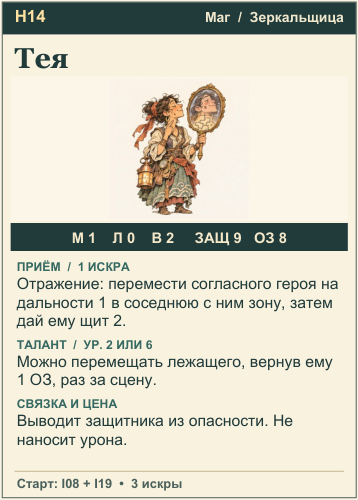 H14 Маг / Зеркальщица
Тея
М 1 Л 0 В 2 ЗАЩ 9 ОЗ 8
ПРИЁМ / 1 ИСКРА
Отражение: перемести согласного героя на
дальности 1 в соседнюю с ним зону, затем
дай ему щит 2.
ТАЛАНТ / УР. 2 ИЛИ 6
Можно перемещать лежащего, вернув ему
1 ОЗ, раз за сцену.
СВЯЗКА И ЦЕНА
Выводит защитника из опасности. Не
наносит урона.
Старт: I08 + I19 • 3 искры